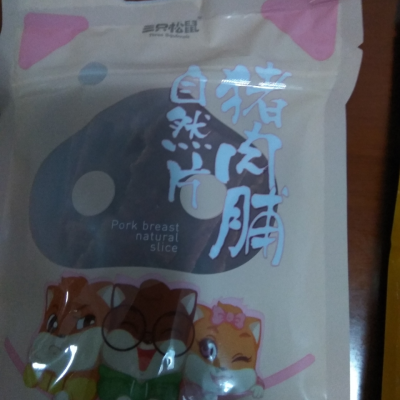 三只松鼠
猪肉脯
自然片
Pork breast
natural
slice